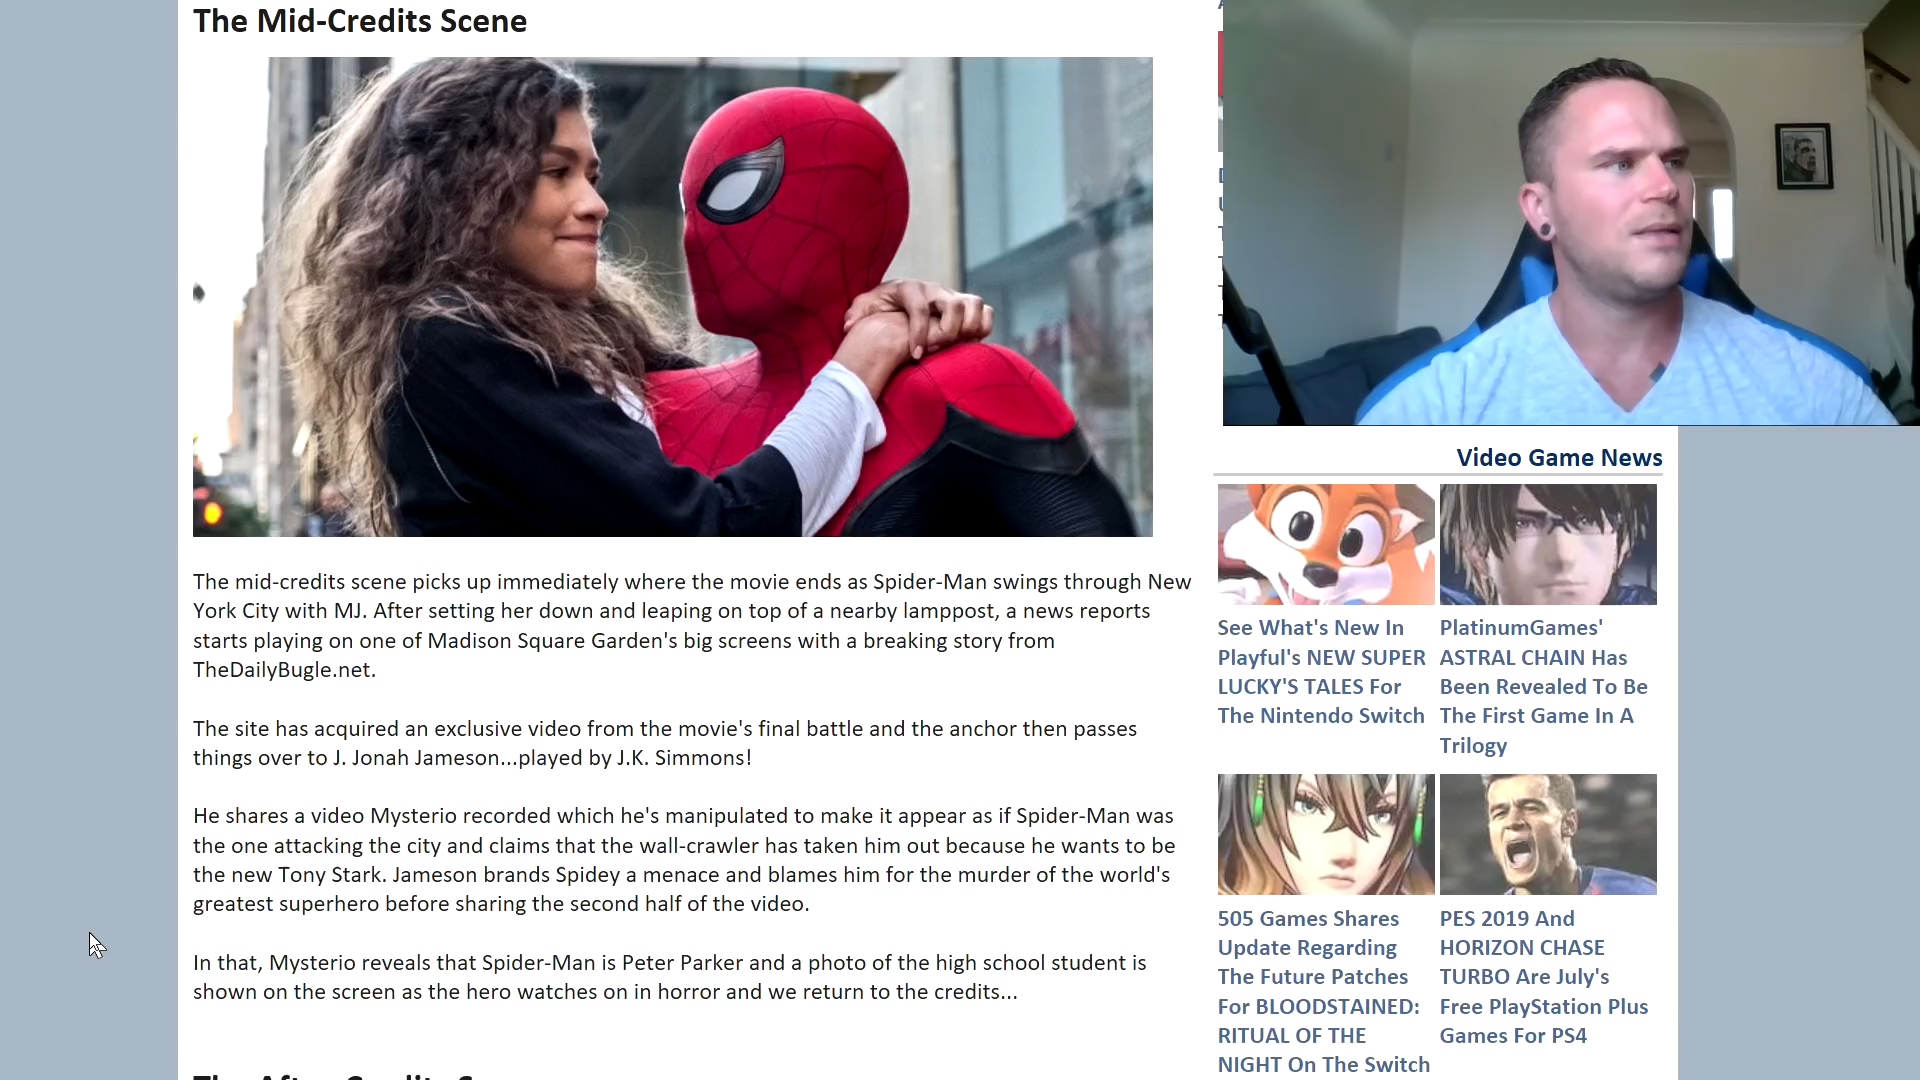 The Mid-Credits Scene
The mid-credits scene picks up immediately where the movie ends as Spider-Man swings through New
York City with MJ. After setting her down and leaping on top of a nearby lamppost, a news reports
starts playing on one of Madison Square Garden's big screens with a breaking story from
TheDailyBugle.net.
The site has acquired an exclusive video from the movie's final battle and the anchor then passes
things over to J. Jonah Jameson...played by J.K. Simmons!
He shares a video Mysterio recorded which he's manipulated to make it appear as if Spider-Man was
the one attacking the city and claims that the wall-crawler has taken him out because he wants to be
the new Tony Stark. Jameson brands Spidey a menace and blames him for the murder of the world's
greatest superhero before sharing the second half of the video.
In that, Mysterio reveals that Spider-Man is Peter Parker and a photo of the high school student is
shown on the screen as the hero watches on in horror and we return to the credits...
Video Game News
See What's New In
Playful's NEW SUPER
LUCKY'S TALES For
The Nintendo Switch
PlatinumGames'
ASTRAL CHAIN Has
Been Revealed To Be
The First Game In A
Trilogy
505 Games Shares
Update Regarding
The Future Patches
For BLOODSTAINED:
RITUAL OF THE
NIGHT On The Switch
PES 2019 And
HORIZON CHASE
TURBO Are July's
Free PlayStation Plus
Games For PS4